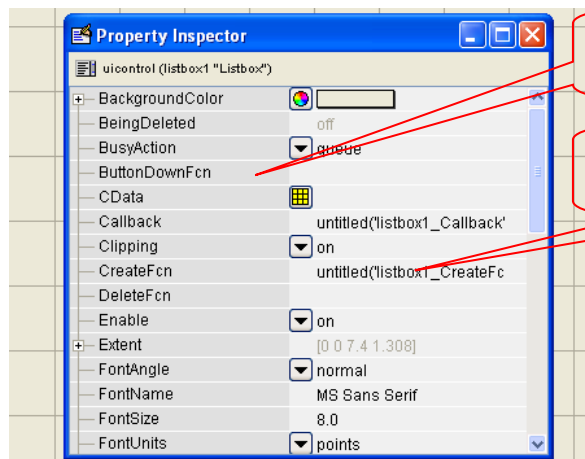 Property Inspector
uicontrol (listbox1 "Listbox")
BackgroundColor
BeingDeleted off
BusyAction queue
ButtonDownFcn
CData
Callback untitled('listbox1_Callback'
Clipping on
CreateFcn untitled('listbox1_CreateFc
DeleteFcn
Enable on
Extent [0 0 7.4 1.308]
FontAngle normal
FontName MS Sans Serif
FontSize 8.0
FontUnits points